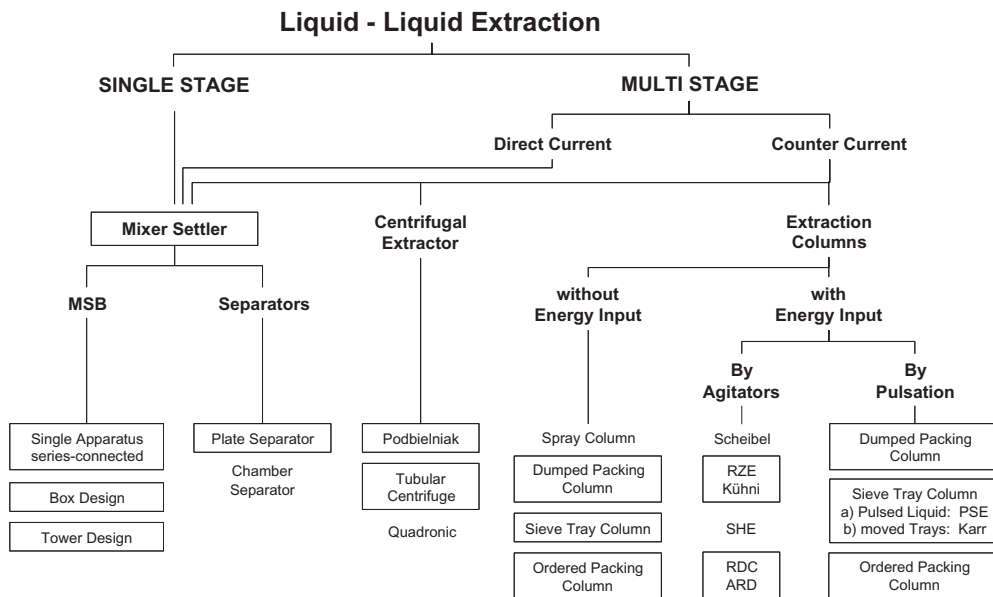 Liquid - Liquid Extraction
SINGLE STAGE
MULTI STAGE
Direct Current
Counter Current
Mixer Settler
Centrifugal
Extractor
Extraction
Columns
MSB
Separators
without
Energy Input
with
Energy Input
By
Agitators
By
Pulsation
Single Apparatus
series-connected
Box Design
Tower Design
Plate Separator
Chamber
Separator
Podbielniak
Tubular
Centrifuge
Quadronic
Spray Column
Dumped Packing
Column
Sieve Tray Column
Ordered Packing
Column
Scheibel
RZE
Kühni
SHE
RDC
ARD
Dumped Packing
Column
Sieve Tray Column
a) Pulsed Liquid: PSE
b) moved Trays: Karr
Ordered Packing
Column